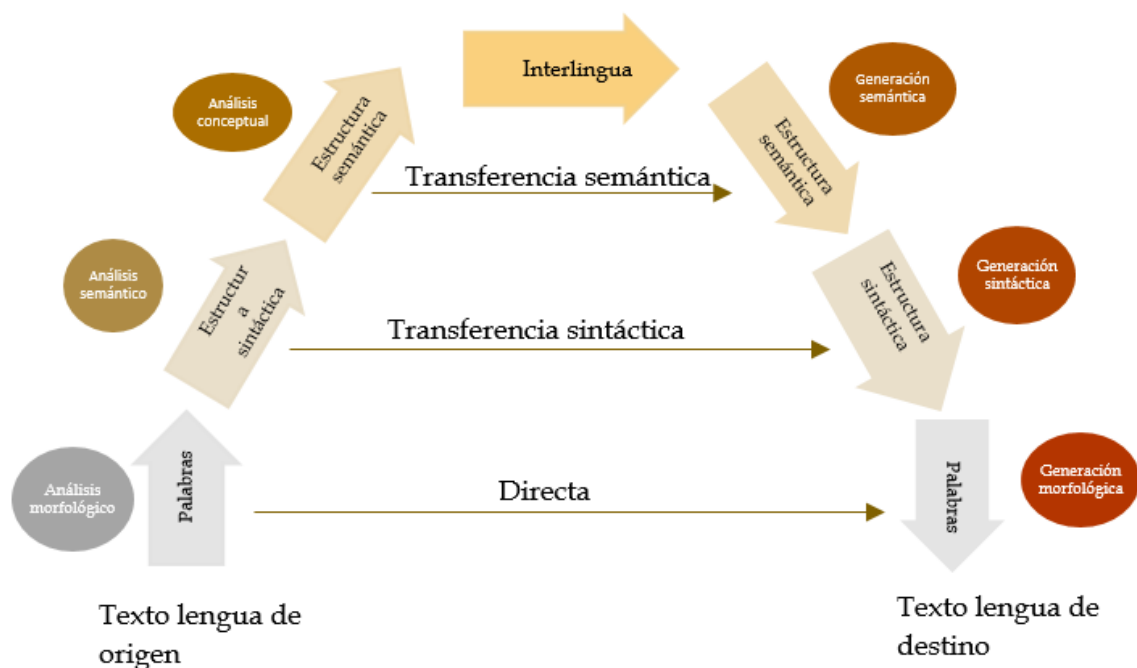 Interlingua
Análisis
conceptual
Estructura
semántica
Generación
semántica
Estructura
semántica
Transferencia semántica
Análisis
semántico
Estructur
a
sintáctica
Generación
sintáctica
Estructura
sintáctica
Transferencia sintáctica
Análisis
morfológico
Palabras
Directa
Palabras
Generación
morfológica
Texto lengua de
origen
Texto lengua de
destino